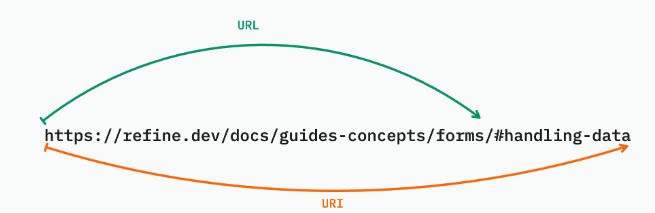 URL
https://refine.dev/docs/guides-concepts/forms/#handling-data
URI